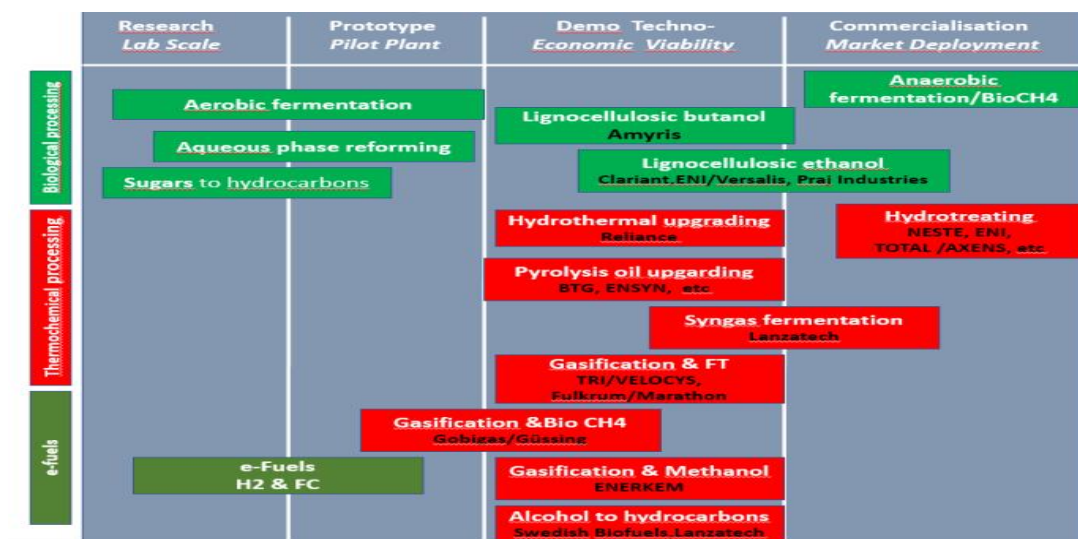 Research
Lab Scale
Prototype
Pilot Plant
Demo Techno-
Economic Viability
Commercialisation
Market Deployment
Biological processing
Aerobic fermentation
Aqueous phase reforming
Sugars to hydrocarbons
Lignocellulosic butanol
Amyris
Anaerobic
fermentation/BioCH4
Lignocellulosic ethanol
Clariant,ENI/Versalis, Praj Industries
Thermochemical processing
Hydrothermal upgrading
Reliance
Hydrotreating
NESTE, ENI,
TOTAL /AXENS, etc
Pyrolysis oil upgarding
BTG, ENSYN, etc
Syngas fermentation
Lanzatech
Gasification & FT
TRI/VELOCYS,
Fulkrum/Marathon
e-fuels
Gasification &Bio CH4
Gobigas/Güssing
e-Fuels
H2 & FC
Gasification & Methanol
ENERKEM
Alcohol to hydrocarbons
Swedish Biofuels,Lanzatech